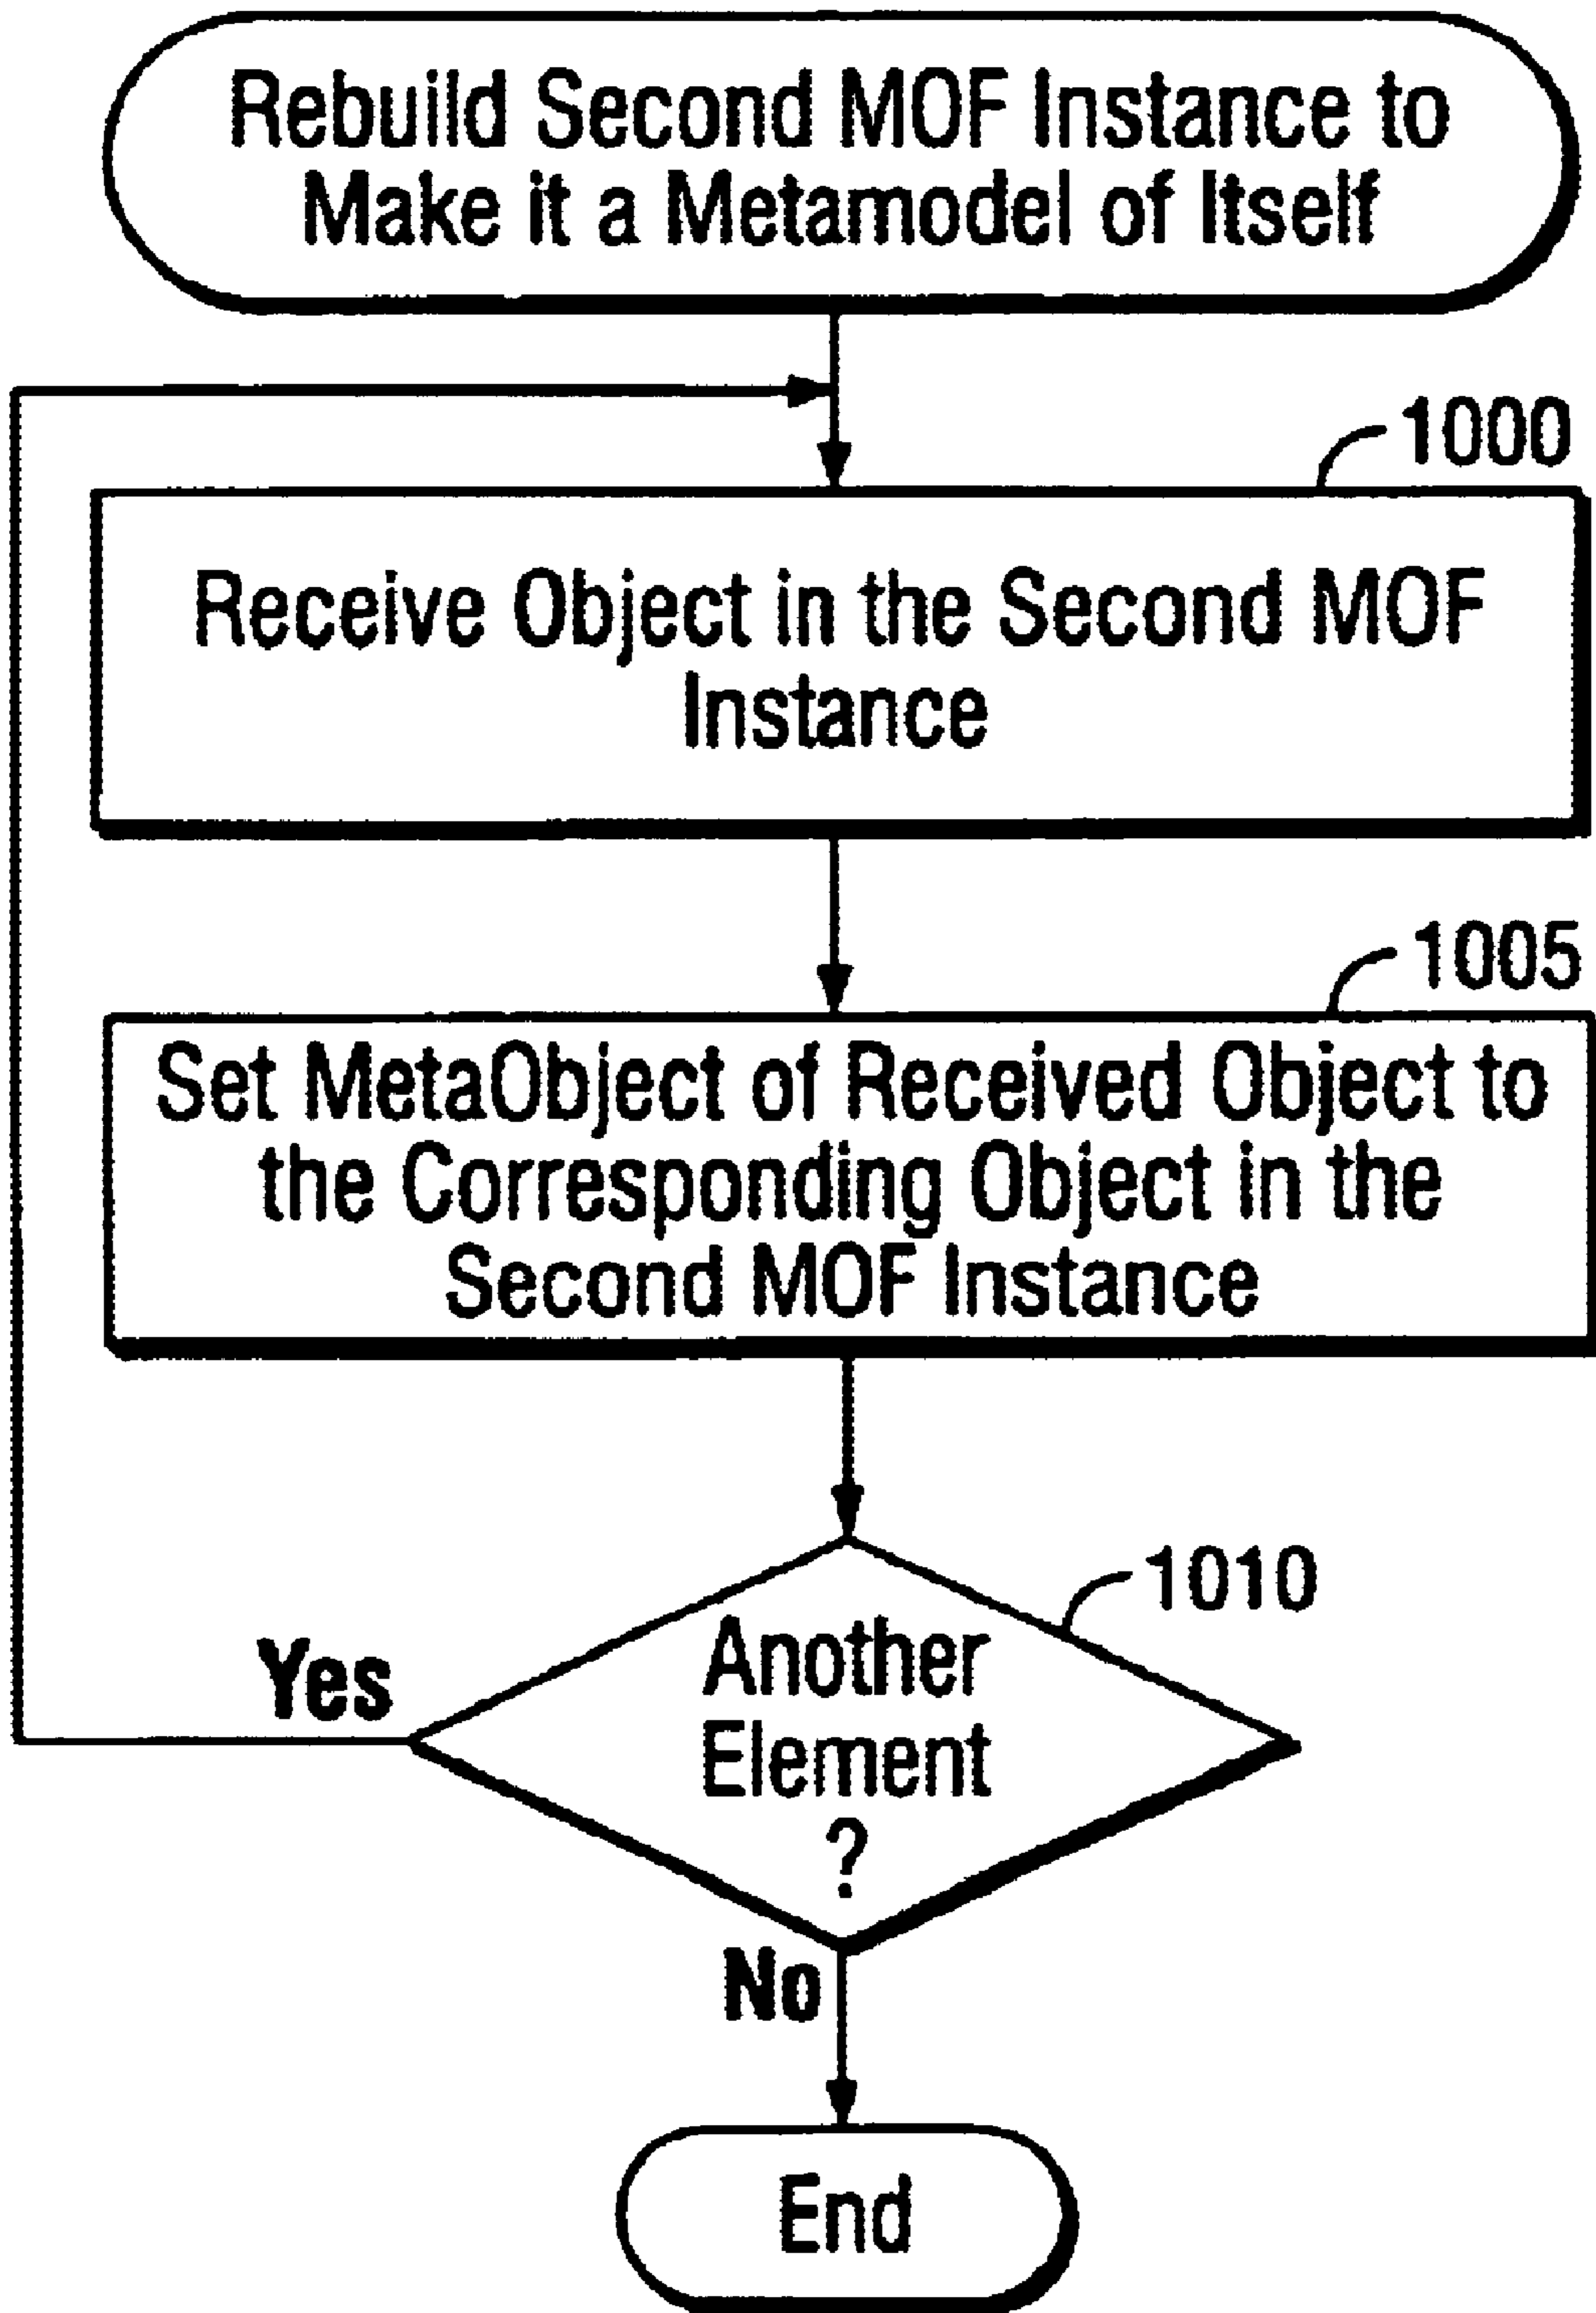 Rebuild Second MOF Instance to
Make it a Metamodel of Itself
1000
Receive Object in the Second MOF
Instance
1005
Set MetaObject of Received Object to
the Corresponding Object in the
Second MOF Instance
1010
Another
Element
?
Yes
No
End